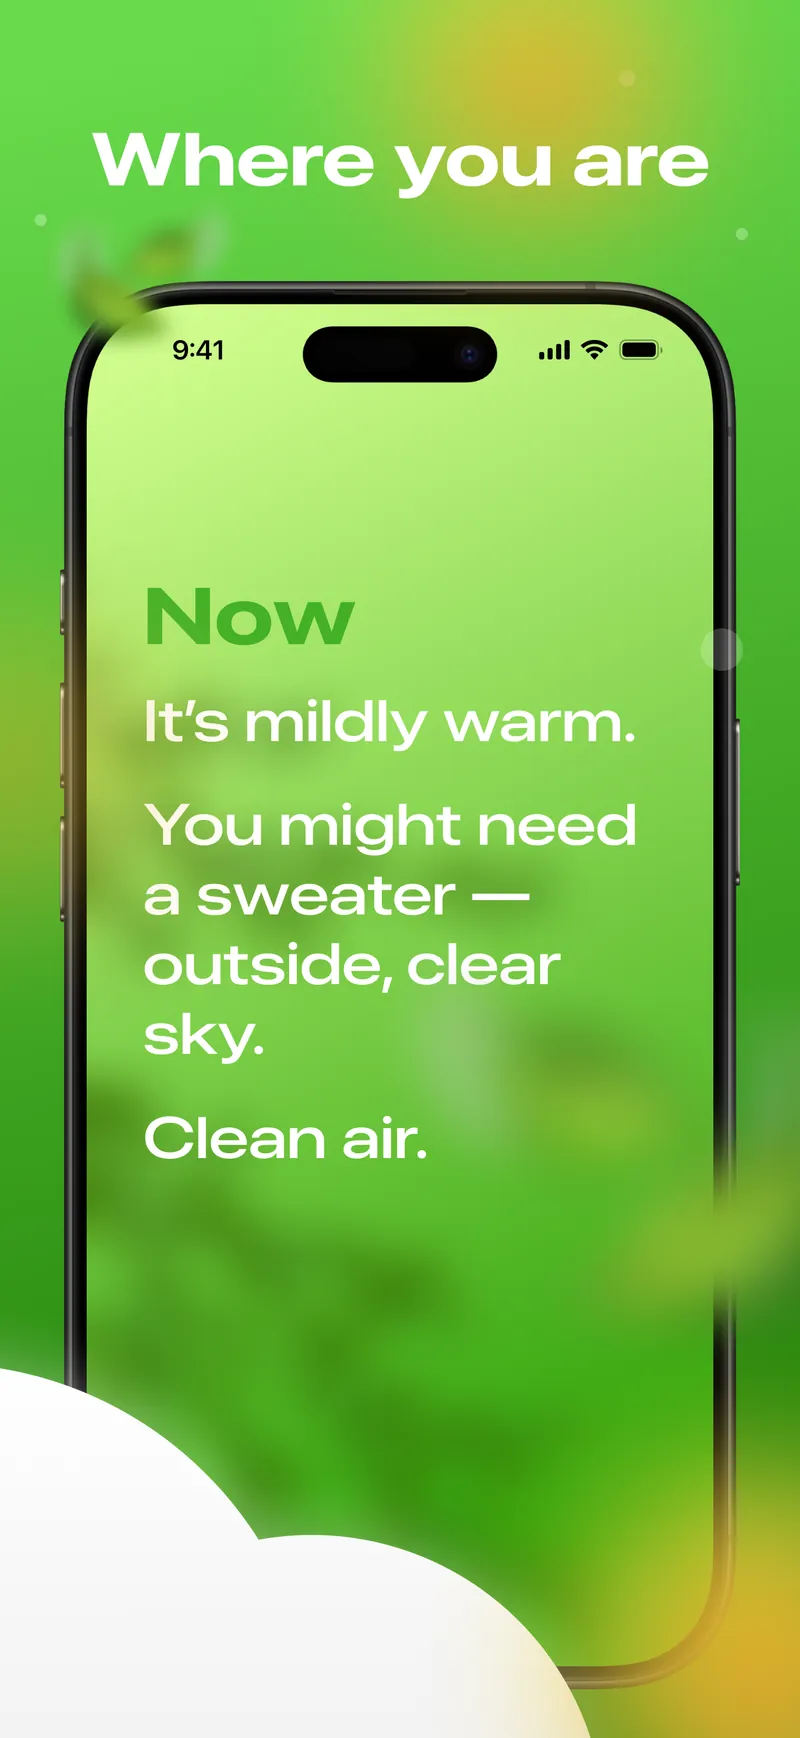 Where you are
9:41
Now
It’s mildly warm.
You might need
a sweater —
outside, clear
sky.
Clean air.